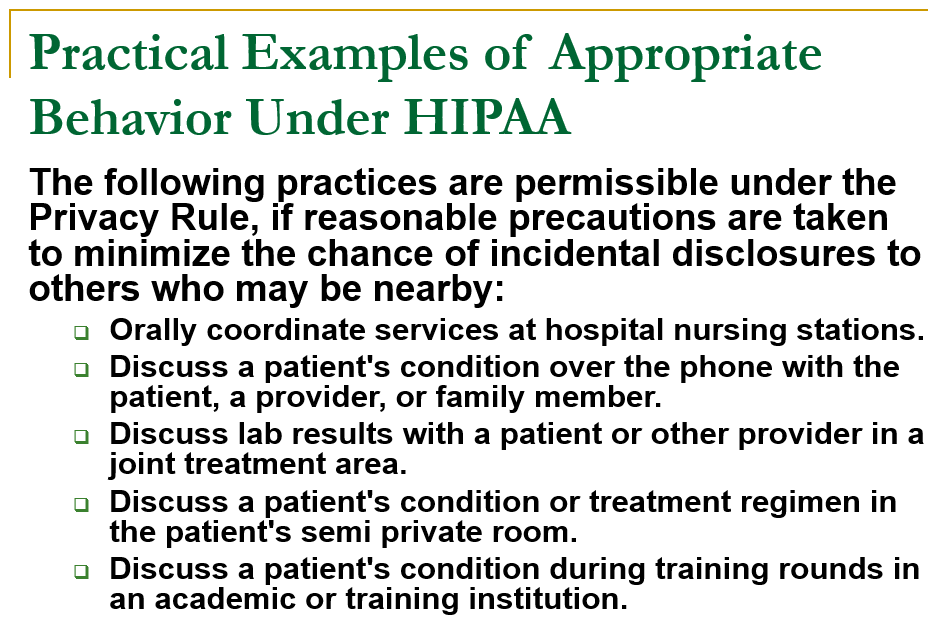 Practical Examples of Appropriate
Behavior Under HIPAA
The following practices are permissible under the
Privacy Rule, if reasonable precautions are taken
to minimize the chance of incidental disclosures to
others who may be nearby:
❑ Orally coordinate services at hospital nursing stations.
❑ Discuss a patient's condition over the phone with the
patient, a provider, or family member.
❑ Discuss lab results with a patient or other provider in a
joint treatment area.
❑ Discuss a patient's condition or treatment regimen in
the patient's semi private room.
❑ Discuss a patient's condition during training rounds in
an academic or training institution.